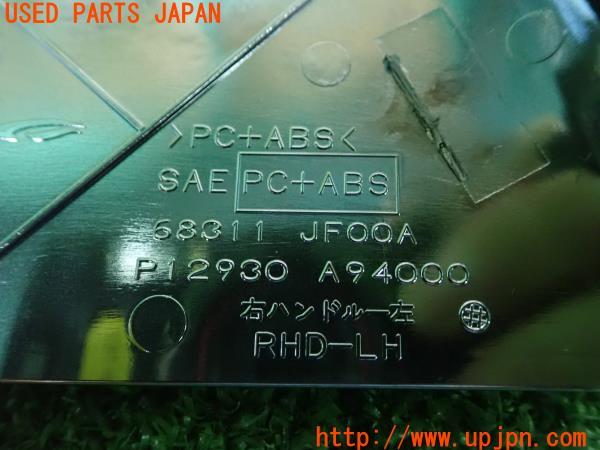 USED PARTS JAPAN
>PC+ABS<
SAE PC+ABS
68311 JF00A
P12930 A94000
右ハンドルー左
RHD-LH
http://www.upjpn.com